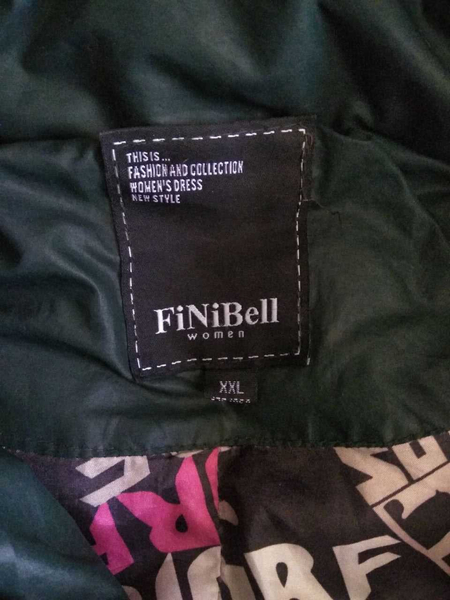 THIS IS...
FASHION AND COLLECTION
WOMEN'S DRESS
NEW STYLE
FiNiBell
women
XXL